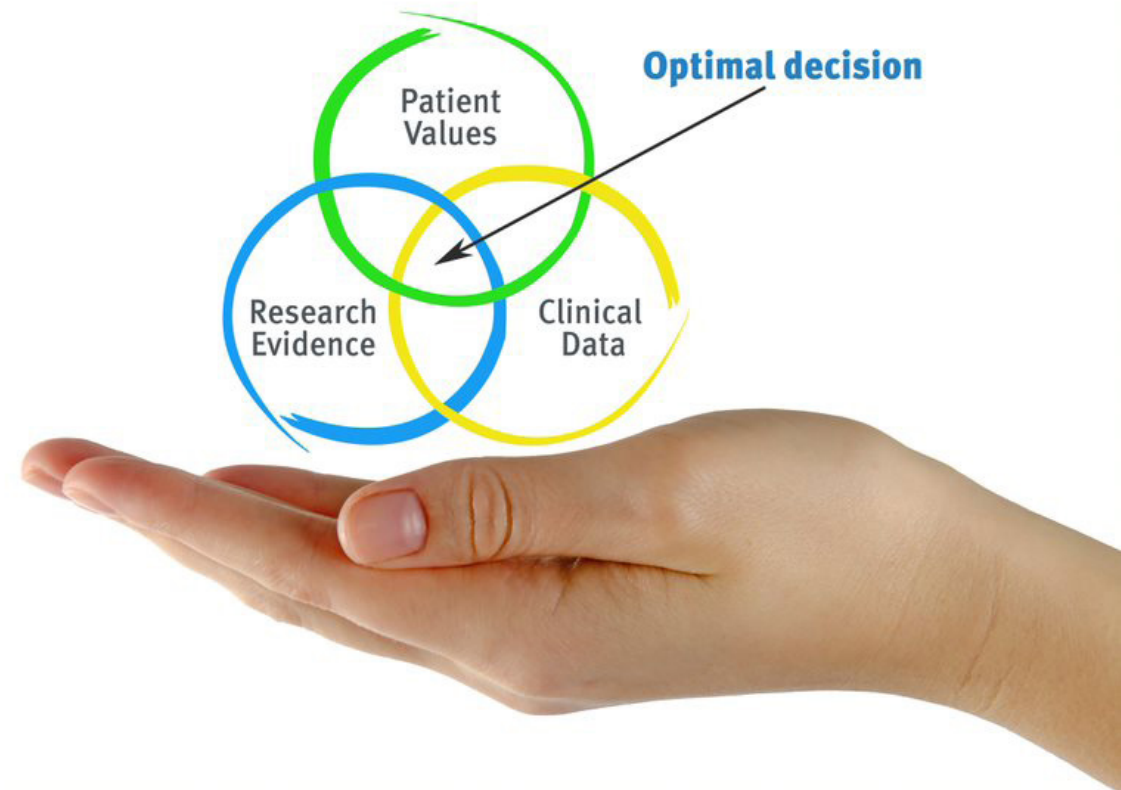 Optimal decision
Patient
Values
Research
Evidence
Clinical
Data